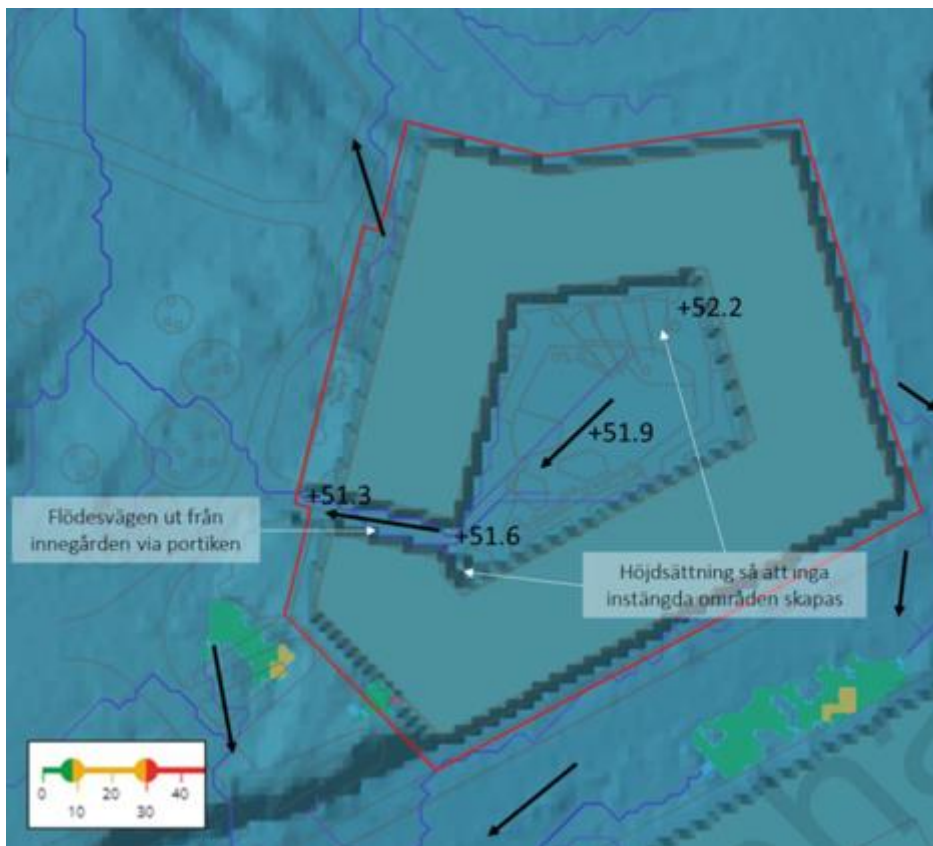 +52.2
+51.9
+51.3
Flödesvägen ut från
innegården via portiken
+51.6
Höjdsättning så att inga
instängda områden skapas
0 20 40
10 30